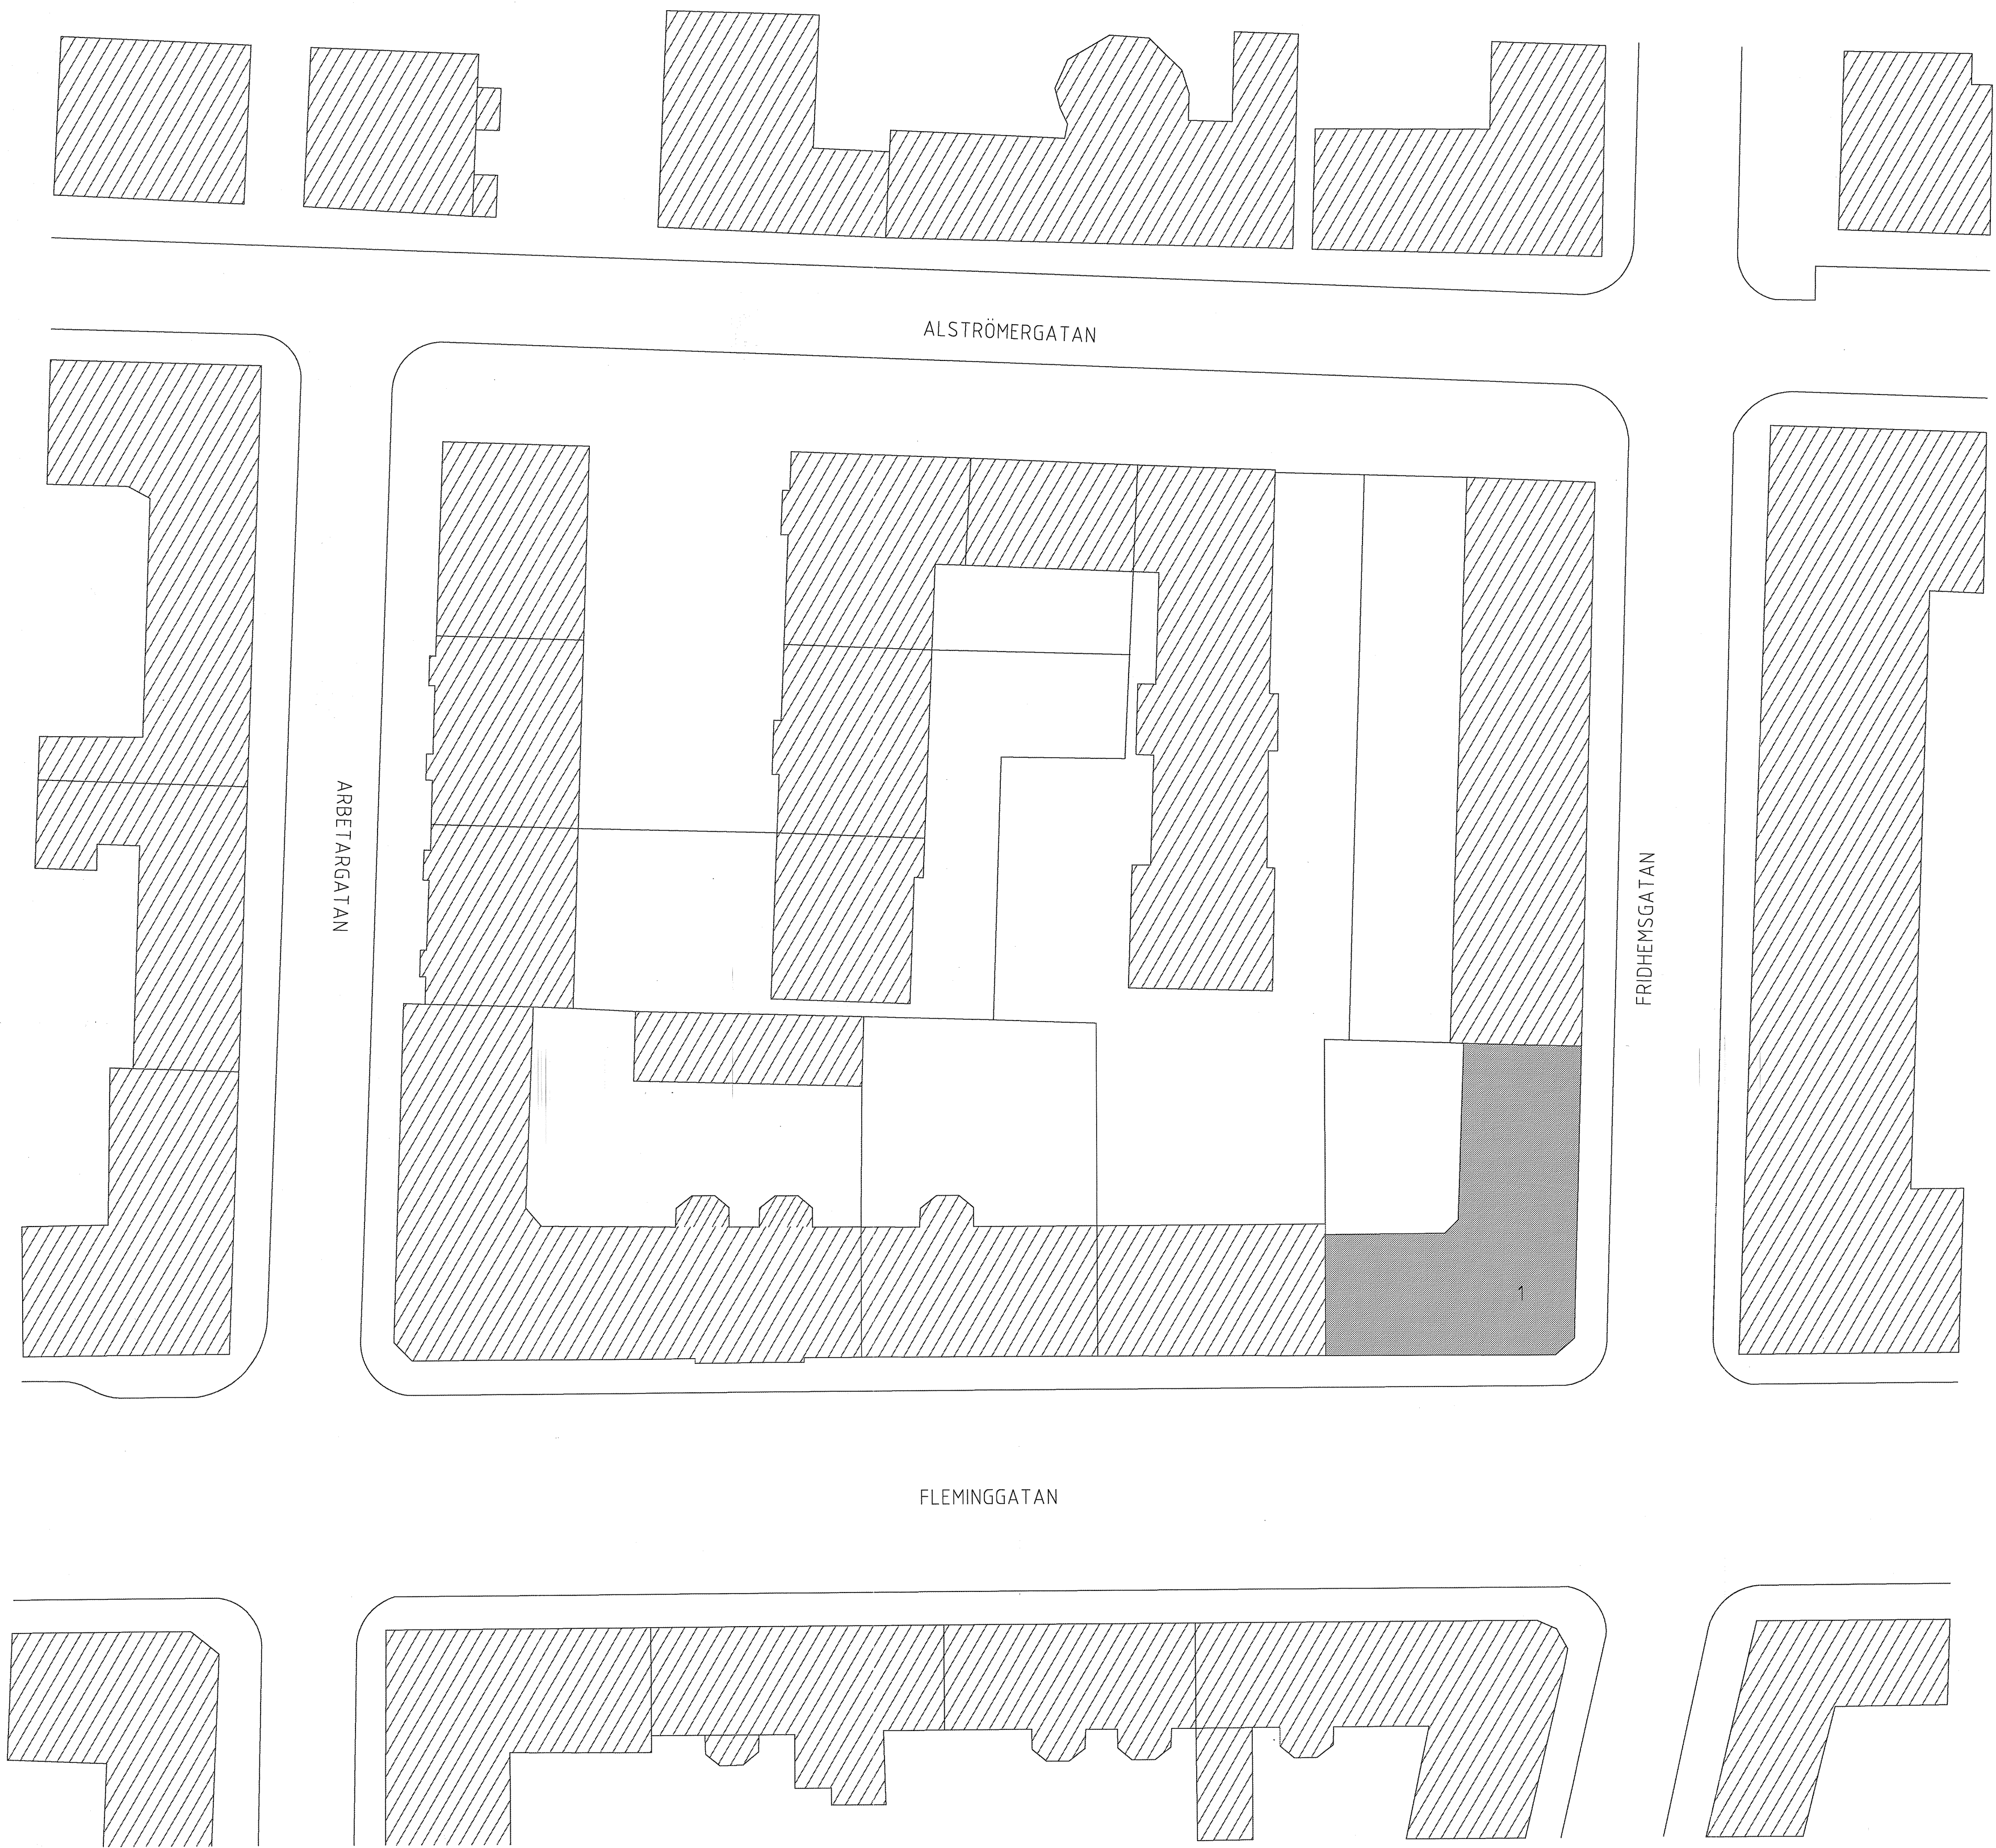 ALSTRÖMERGATAN
ARBETARGATAN
FRIDHEMSGATAN
1
FLEMINGGATAN